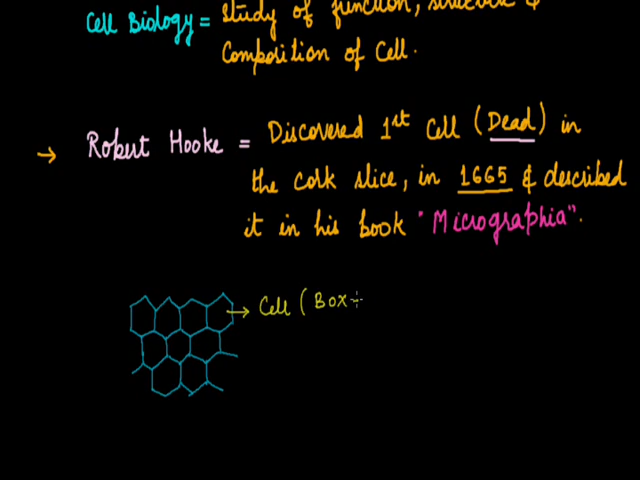 Cell Biology = Study of function, structure &
Composition of Cell.
→ Robert Hooke = Discovered 1st Cell (Dead) in
the cork slice, in 1665 & described
it in his book "Micrographia".
→ Cell (Box